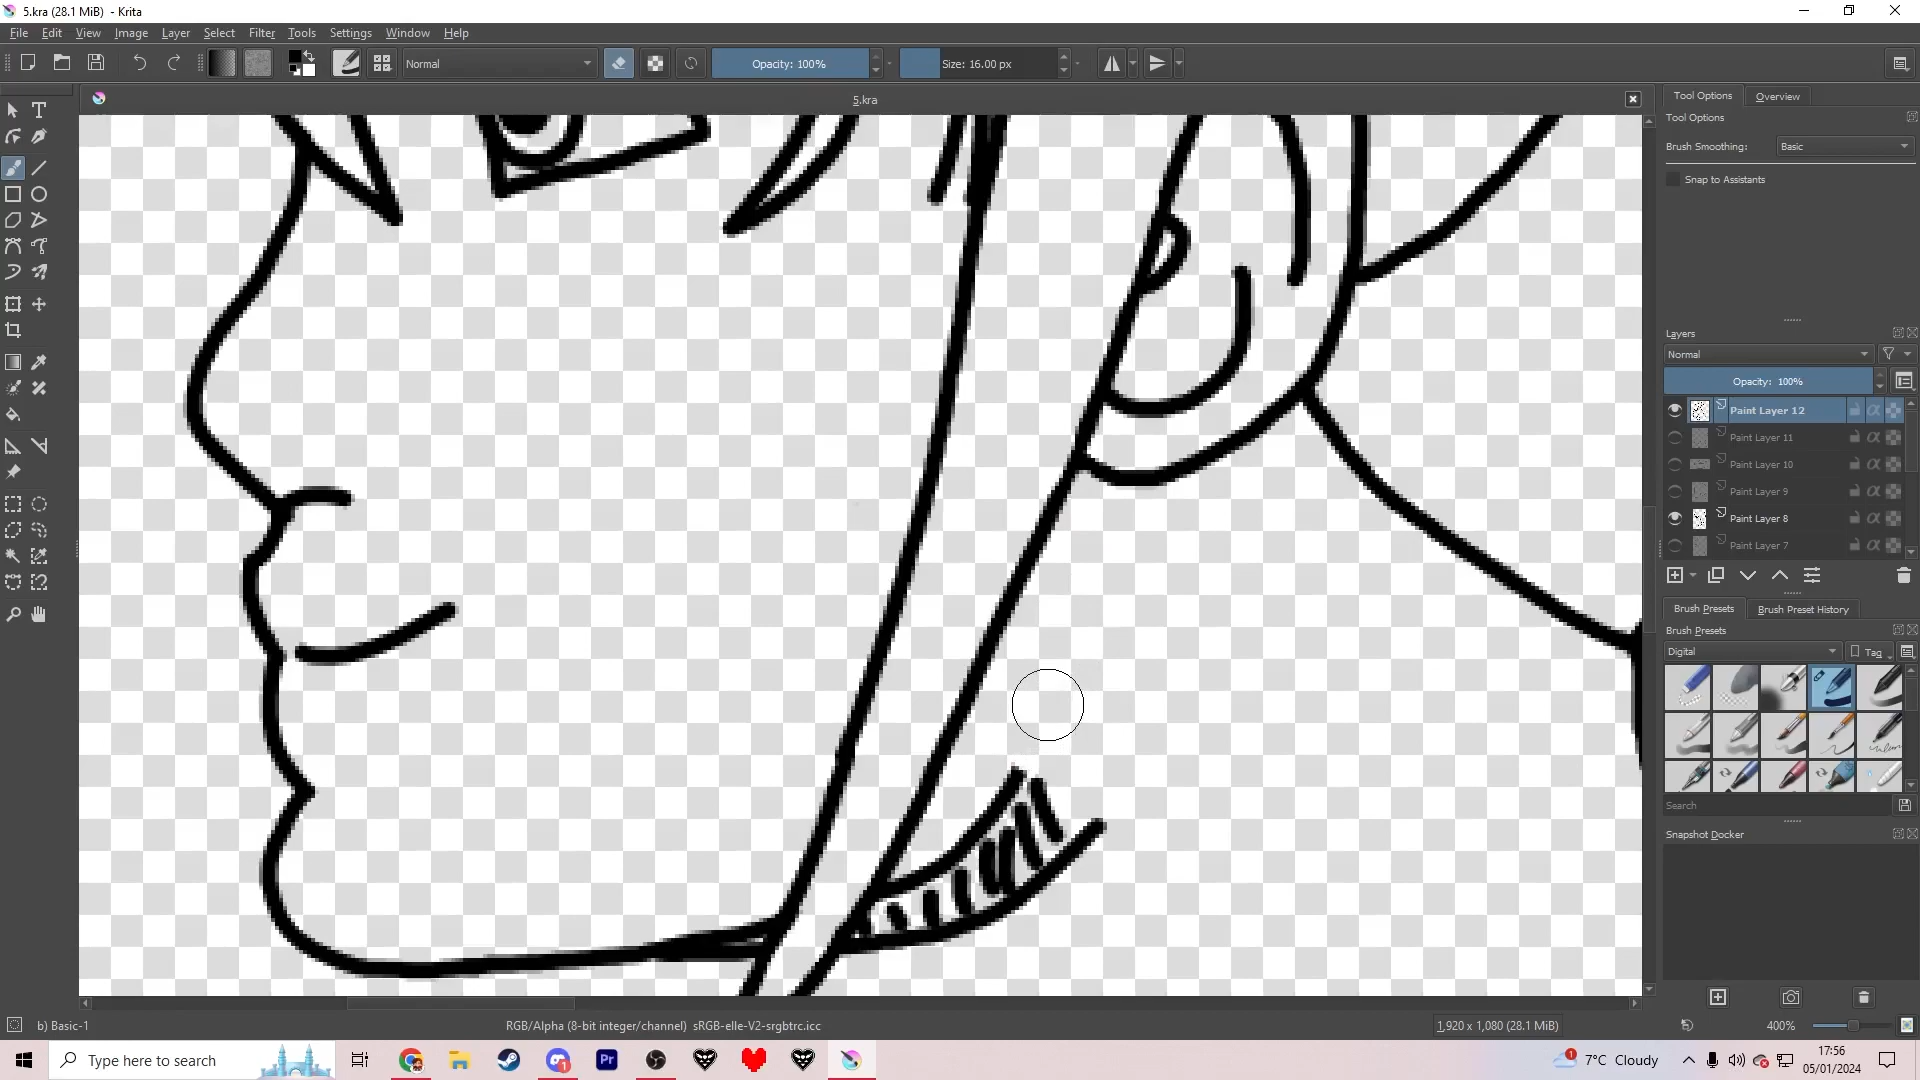 5.kra (28.1 MiB) - Krita
File Edit View Image Layer Select Filter Tools Settings Window Help
Normal
Opacity: 100%
Size: 16.00 px
5.kra
Tool Options
Overview
Tool Options
Brush Smoothing:
Basic
Snap to Assistants
Layers
Normal
Opacity: 100%
Paint Layer 12
Paint Layer 11
Paint Layer 10
Paint Layer 9
Paint Layer 8
Paint Layer 7
Brush Presets
Brush Preset History
Brush Presets
Digital
Tag
Search
Snapshot Docker
b) Basic-1
RGB/Alpha (8-bit integer/channel) sRGB-elle-V2-srgbtrc.icc
1,920 x 1,080 (28.1 MiB)
400%
Type here to search
Pr
1
1
7°C Cloudy
17:56
05/01/2024